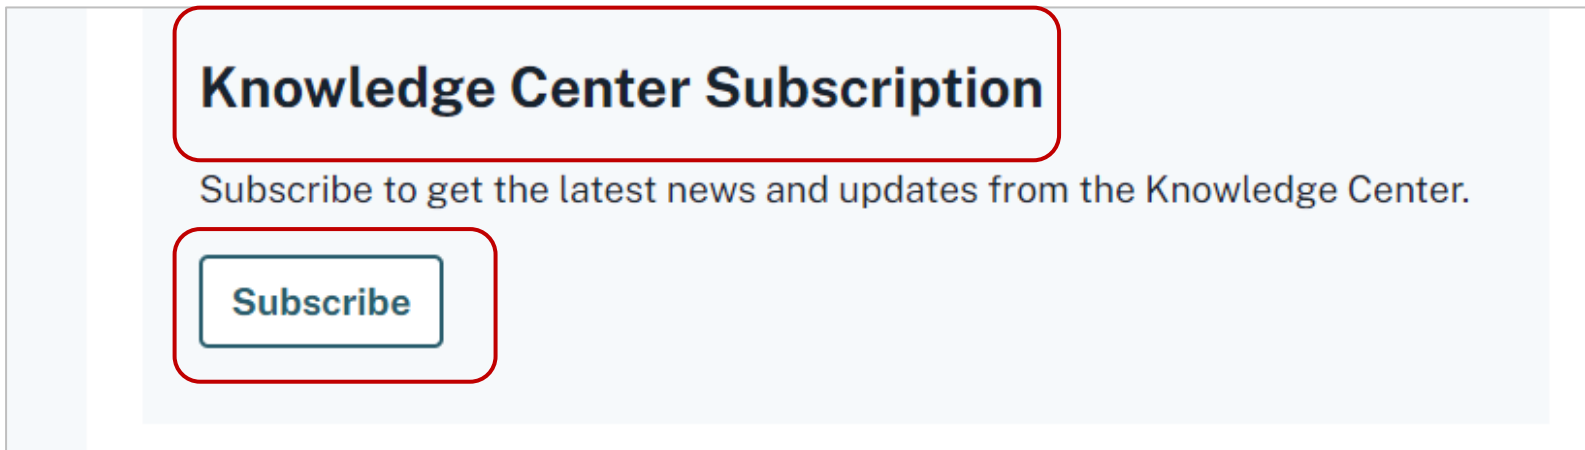 Knowledge Center Subscription
Subscribe to get the latest news and updates from the Knowledge Center.
Subscribe